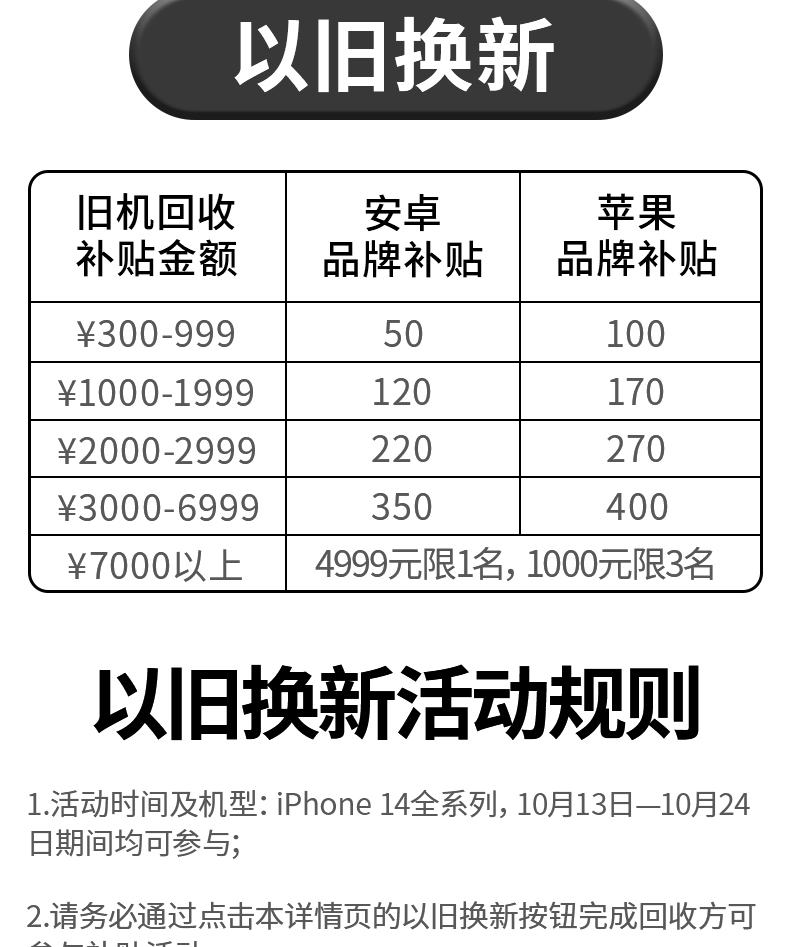 以旧换新
旧机回收
补贴金额
安卓
品牌补贴
苹果
品牌补贴
¥300-999 50 100
¥1000-1999 120 170
¥2000-2999 220 270
¥3000-6999 350 400
¥7000以上 4999元限1名，1000元限3名
以旧换新活动规则
1.活动时间及机型：iPhone 14全系列，10月13日—10月24
日期间均可参与；
2.请务必通过点击本详情页的以旧换新按钮完成回收方可
参与补贴活动